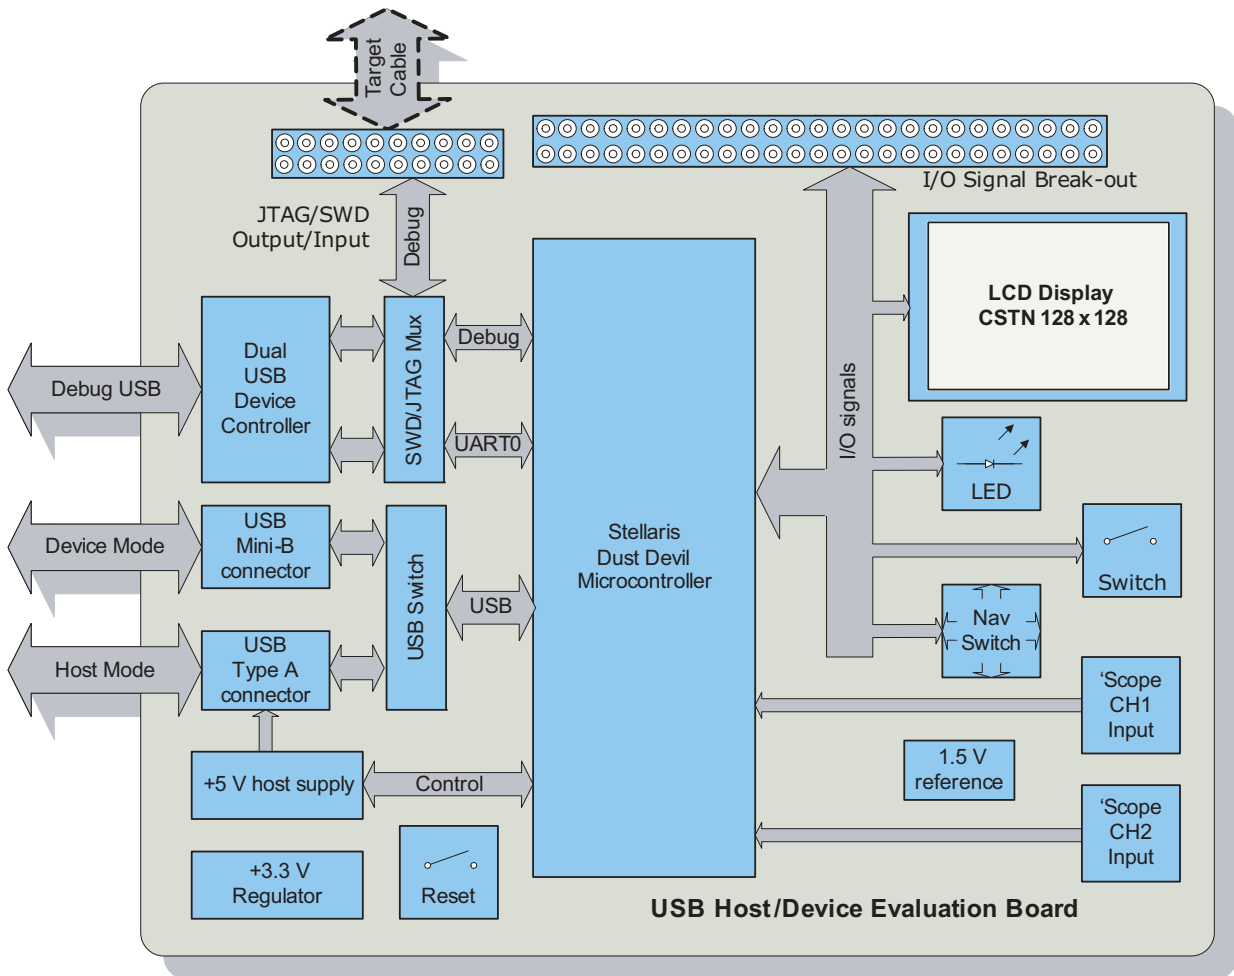 Target
Cable
I/O Signal Break-out
JTAG/SWD
Output/Input
Debug
LCD Display
CSTN 128 x 128
Dual
USB
Device
Controller
SWD/JTAG Mux
Debug
UART0
Debug USB
I/O signals
LED
Stellaris
Dust Devil
Microcontroller
USB
Mini-B
connector
Device Mode
USB Switch
USB
Switch
Nav
Switch
USB
Type A
connector
Host Mode
'Scope
CH1
Input
+5 V host supply
Control
1.5 V
reference
'Scope
CH2
Input
+3.3 V
Regulator
Reset
USB Host/Device Evaluation Board